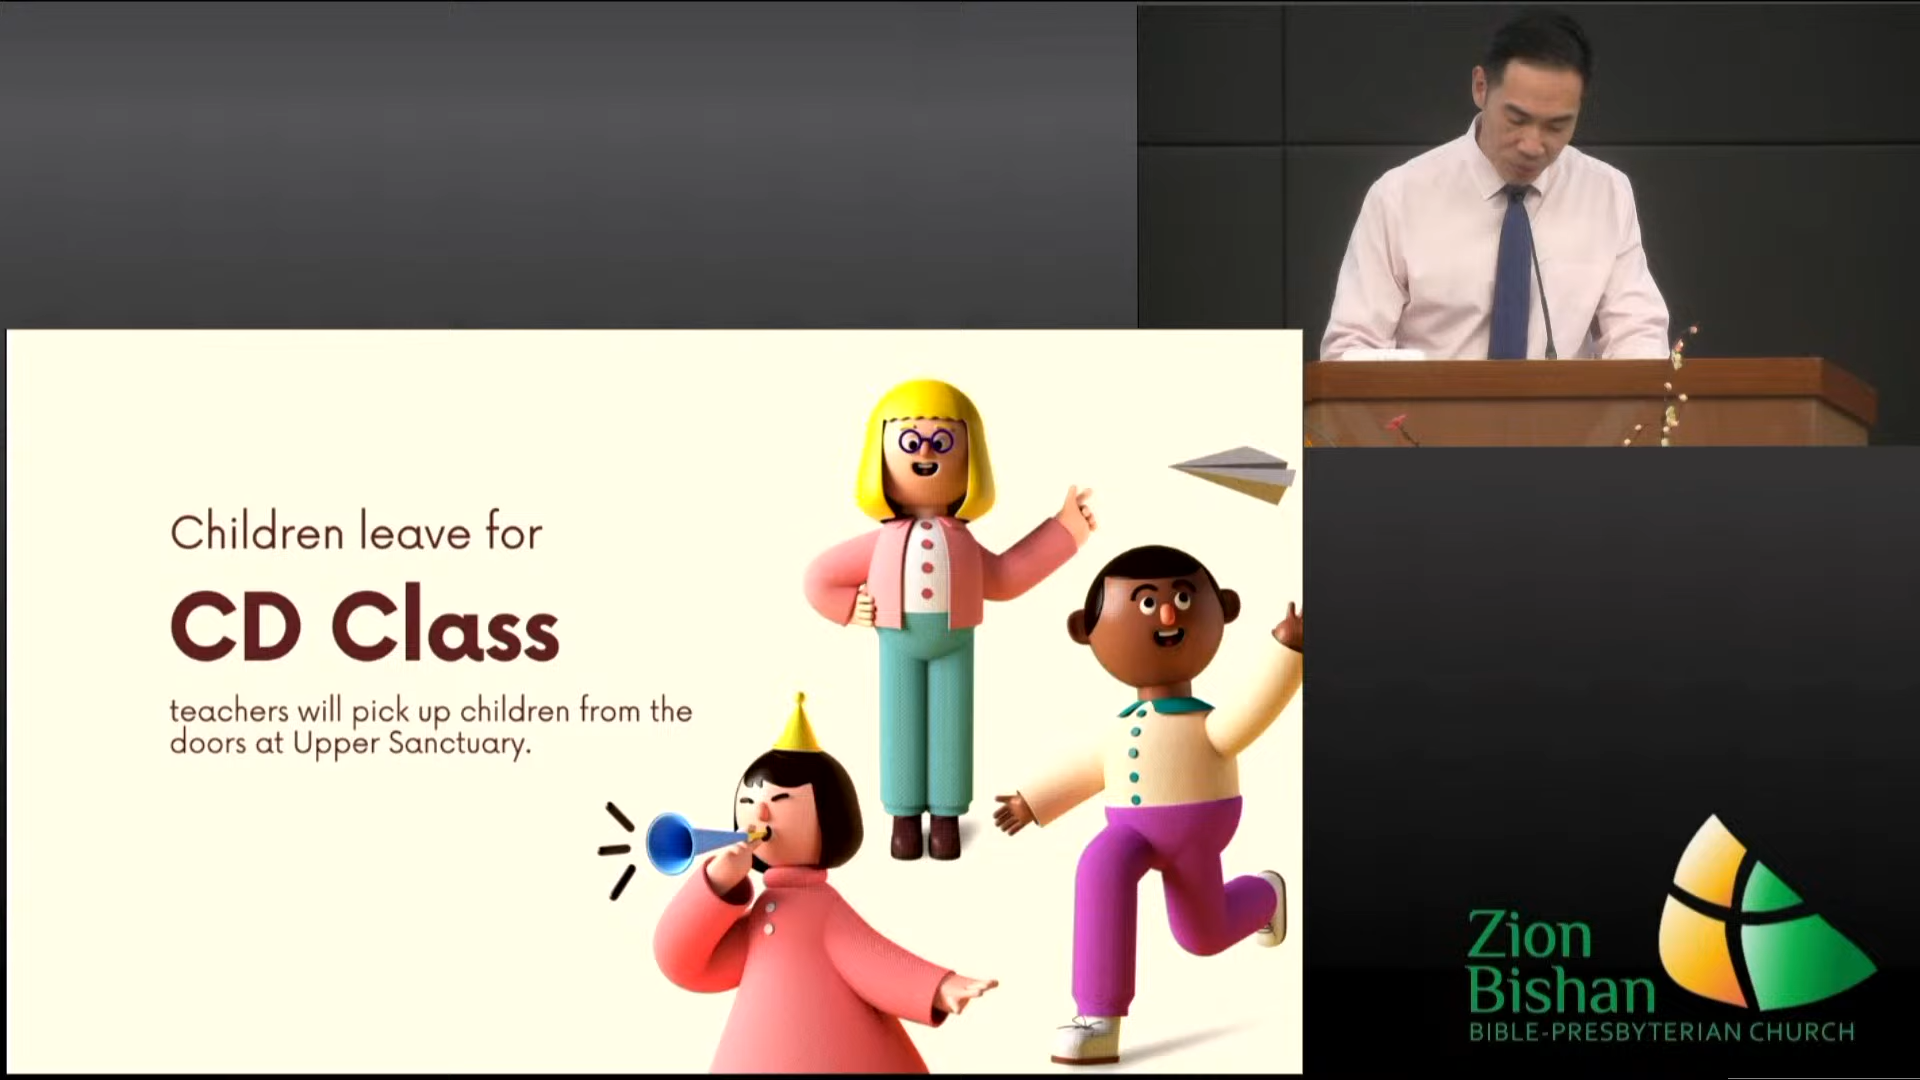 Children leave for
CD Class
teachers will pick up children from the
doors at Upper Sanctuary.
Zion
Bishan
BIBLE-PRESBYTERIAN CHURCH